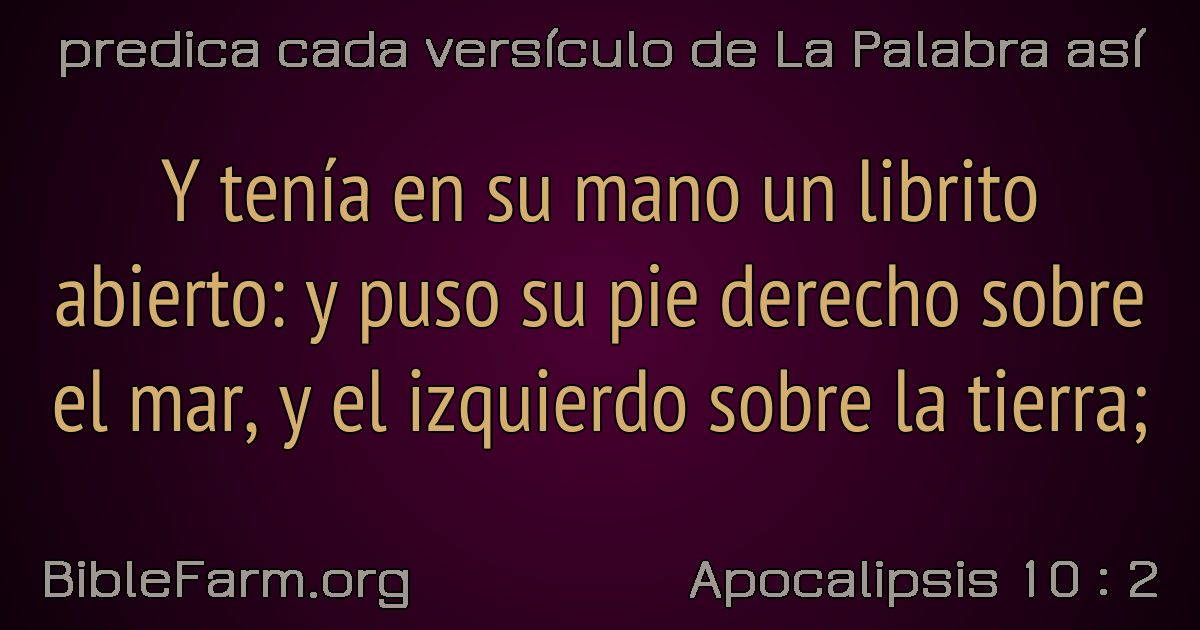 predica cada versículo de La Palabra así
Y tenía en su mano un librito
abierto: y puso su pie derecho sobre
el mar, y el izquierdo sobre la tierra;
BibleFarm.org
Apocalipsis 10 : 2